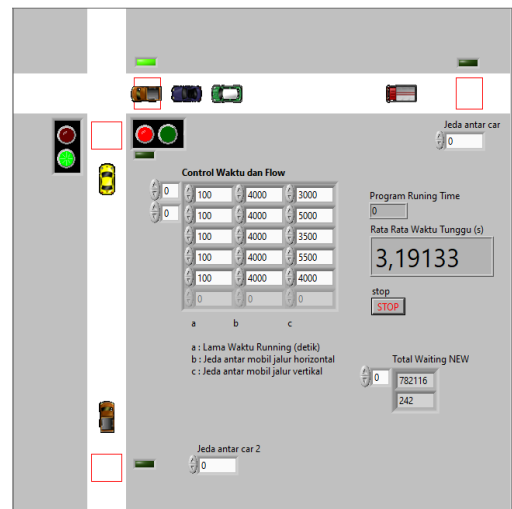 Jeda antar car
0
Control Waktu dan Flow
0 100 4000 3000
0 100 4000 5000
100 4000 3500
100 4000 5500
100 4000 4000
0 0 0
a b c
a : Lama Waktu Running (detik)
b : Jeda antar mobil jalur horizontal
c : Jeda antar mobil jalur vertikal
Program Runing Time
0
Rata Rata Waktu Tunggu (s)
3,19133
stop
STOP
Total Waiting NEW
0 782116
242
Jeda antar car 2
0